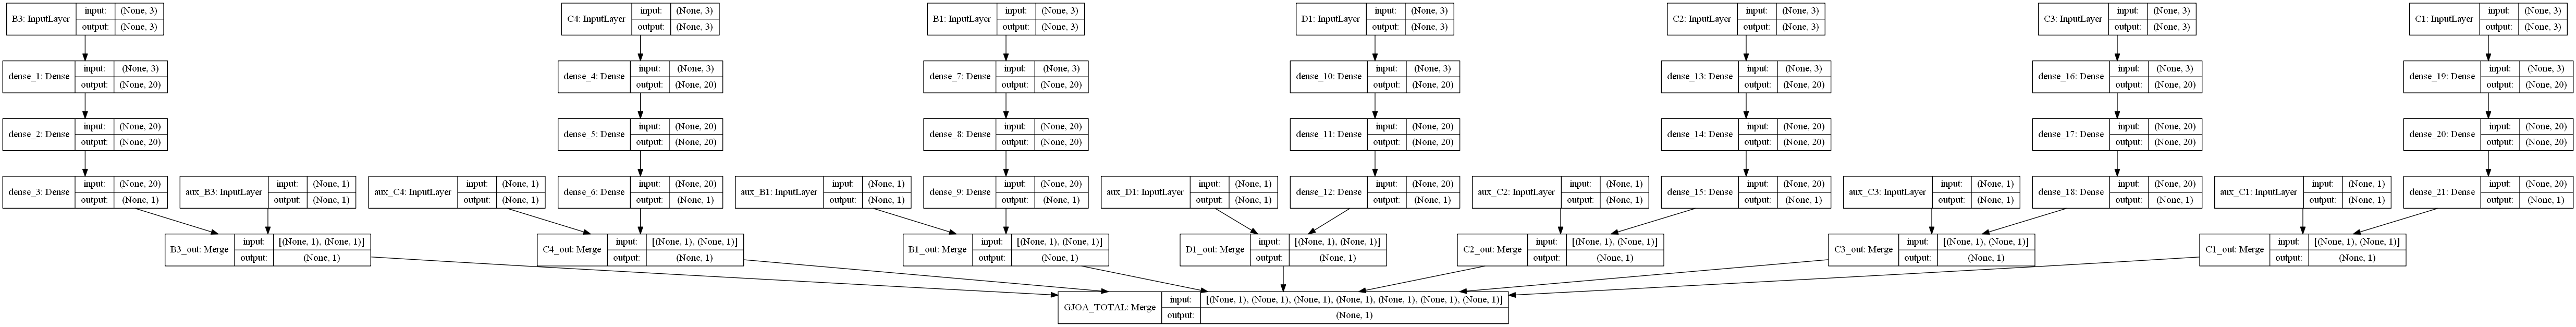 B3: InputLayer input: (None, 3) output: (None, 3)
C4: InputLayer input: (None, 3) output: (None, 3)
B1: InputLayer input: (None, 3) output: (None, 3)
D1: InputLayer input: (None, 3) output: (None, 3)
C2: InputLayer input: (None, 3) output: (None, 3)
C3: InputLayer input: (None, 3) output: (None, 3)
C1: InputLayer input: (None, 3) output: (None, 3)
dense_1: Dense input: (None, 3) output: (None, 20)
dense_4: Dense input: (None, 3) output: (None, 20)
dense_7: Dense input: (None, 3) output: (None, 20)
dense_10: Dense input: (None, 3) output: (None, 20)
dense_13: Dense input: (None, 3) output: (None, 20)
dense_16: Dense input: (None, 3) output: (None, 20)
dense_19: Dense input: (None, 3) output: (None, 20)
dense_2: Dense input: (None, 20) output: (None, 20)
dense_5: Dense input: (None, 20) output: (None, 20)
dense_8: Dense input: (None, 20) output: (None, 20)
dense_11: Dense input: (None, 20) output: (None, 20)
dense_14: Dense input: (None, 20) output: (None, 20)
dense_17: Dense input: (None, 20) output: (None, 20)
dense_20: Dense input: (None, 20) output: (None, 20)
dense_3: Dense input: (None, 20) output: (None, 1)
aux_B3: InputLayer input: (None, 1) output: (None, 1)
aux_C4: InputLayer input: (None, 1) output: (None, 1)
dense_6: Dense input: (None, 20) output: (None, 1)
aux_B1: InputLayer input: (None, 1) output: (None, 1)
dense_9: Dense input: (None, 20) output: (None, 1)
aux_D1: InputLayer input: (None, 1) output: (None, 1)
dense_12: Dense input: (None, 20) output: (None, 1)
aux_C2: InputLayer input: (None, 1) output: (None, 1)
dense_15: Dense input: (None, 20) output: (None, 1)
aux_C3: InputLayer input: (None, 1) output: (None, 1)
dense_18: Dense input: (None, 20) output: (None, 1)
aux_C1: InputLayer input: (None, 1) output: (None, 1)
dense_21: Dense input: (None, 20) output: (None, 1)
B3_out: Merge input: [(None, 1), (None, 1)] output: (None, 1)
C4_out: Merge input: [(None, 1), (None, 1)] output: (None, 1)
B1_out: Merge input: [(None, 1), (None, 1)] output: (None, 1)
D1_out: Merge input: [(None, 1), (None, 1)] output: (None, 1)
C2_out: Merge input: [(None, 1), (None, 1)] output: (None, 1)
C3_out: Merge input: [(None, 1), (None, 1)] output: (None, 1)
C1_out: Merge input: [(None, 1), (None, 1)] output: (None, 1)
GJOA_TOTAL: Merge input: [(None, 1), (None, 1), (None, 1), (None, 1), (None, 1), (None, 1), (None, 1)] output: (None, 1)